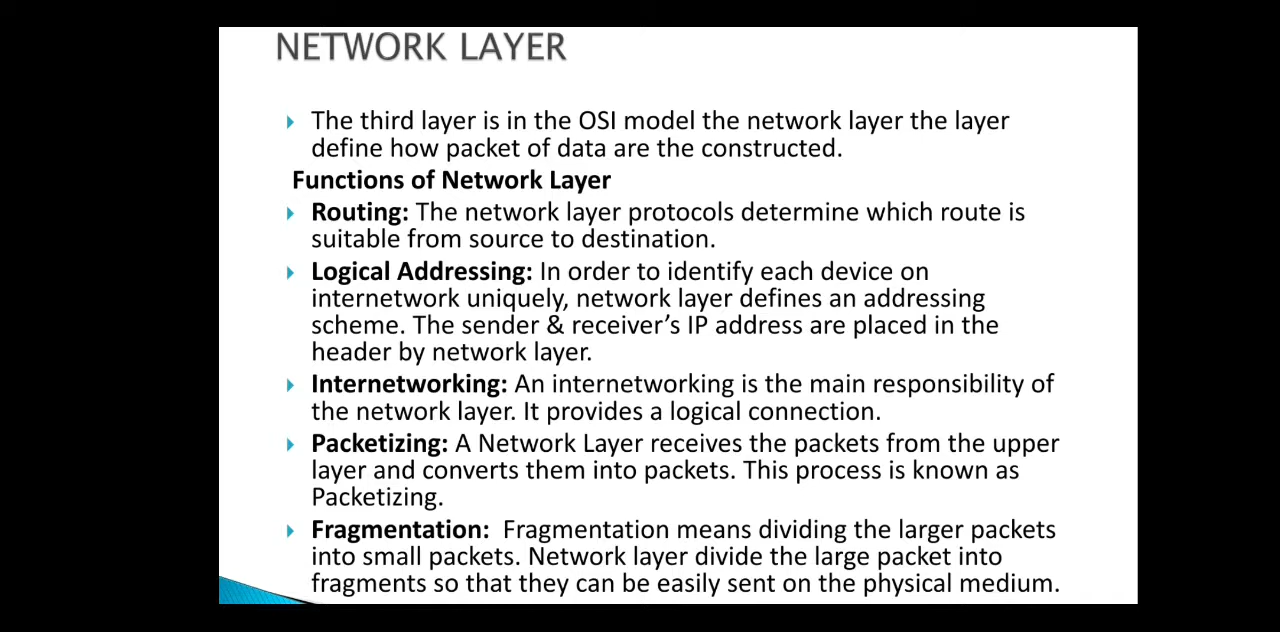 NETWORK LAYER
The third layer is in the OSI model the network layer the layer
define how packet of data are the constructed.
Functions of Network Layer
Routing: The network layer protocols determine which route is
suitable from source to destination.
Logical Addressing: In order to identify each device on
internetwork uniquely, network layer defines an addressing
scheme. The sender & receiver’s IP address are placed in the
header by network layer.
Internetworking: An internetworking is the main responsibility of
the network layer. It provides a logical connection.
Packetizing: A Network Layer receives the packets from the upper
layer and converts them into packets. This process is known as
Packetizing.
Fragmentation: Fragmentation means dividing the larger packets
into small packets. Network layer divide the large packet into
fragments so that they can be easily sent on the physical medium.